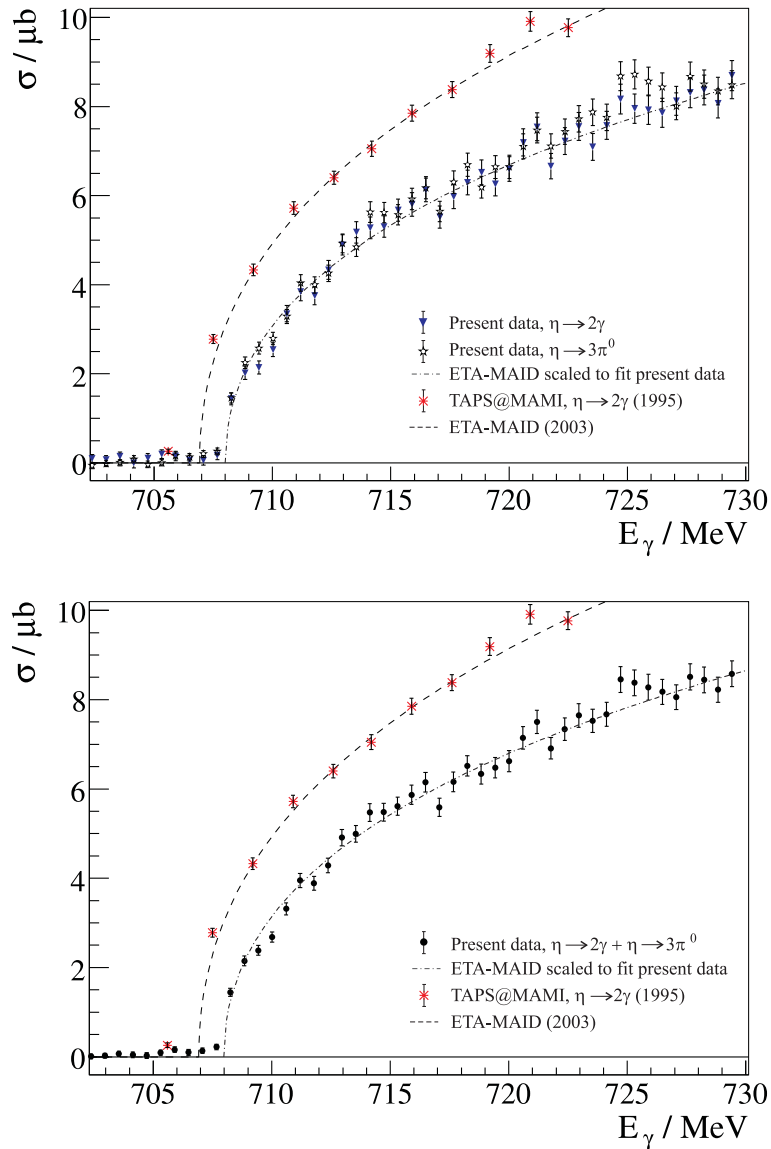 σ / μb
10
8
6
4
2
0
Present data, η→2γ
Present data, η→3π⁰
ETA-MAID scaled to fit present data
TAPS@MAMI, η→2γ (1995)
ETA-MAID (2003)
705 710 715 720 725 730
E_γ / MeV
σ / μb
10
8
6
4
2
0
Present data, η→2γ + η→3π⁰
ETA-MAID scaled to fit present data
TAPS@MAMI, η→2γ (1995)
ETA-MAID (2003)
705 710 715 720 725 730
E_γ / MeV